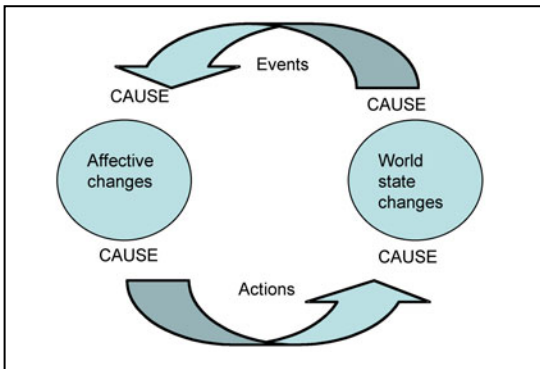 Events
CAUSE
CAUSE
Affective
changes
World
state
changes
CAUSE
CAUSE
Actions